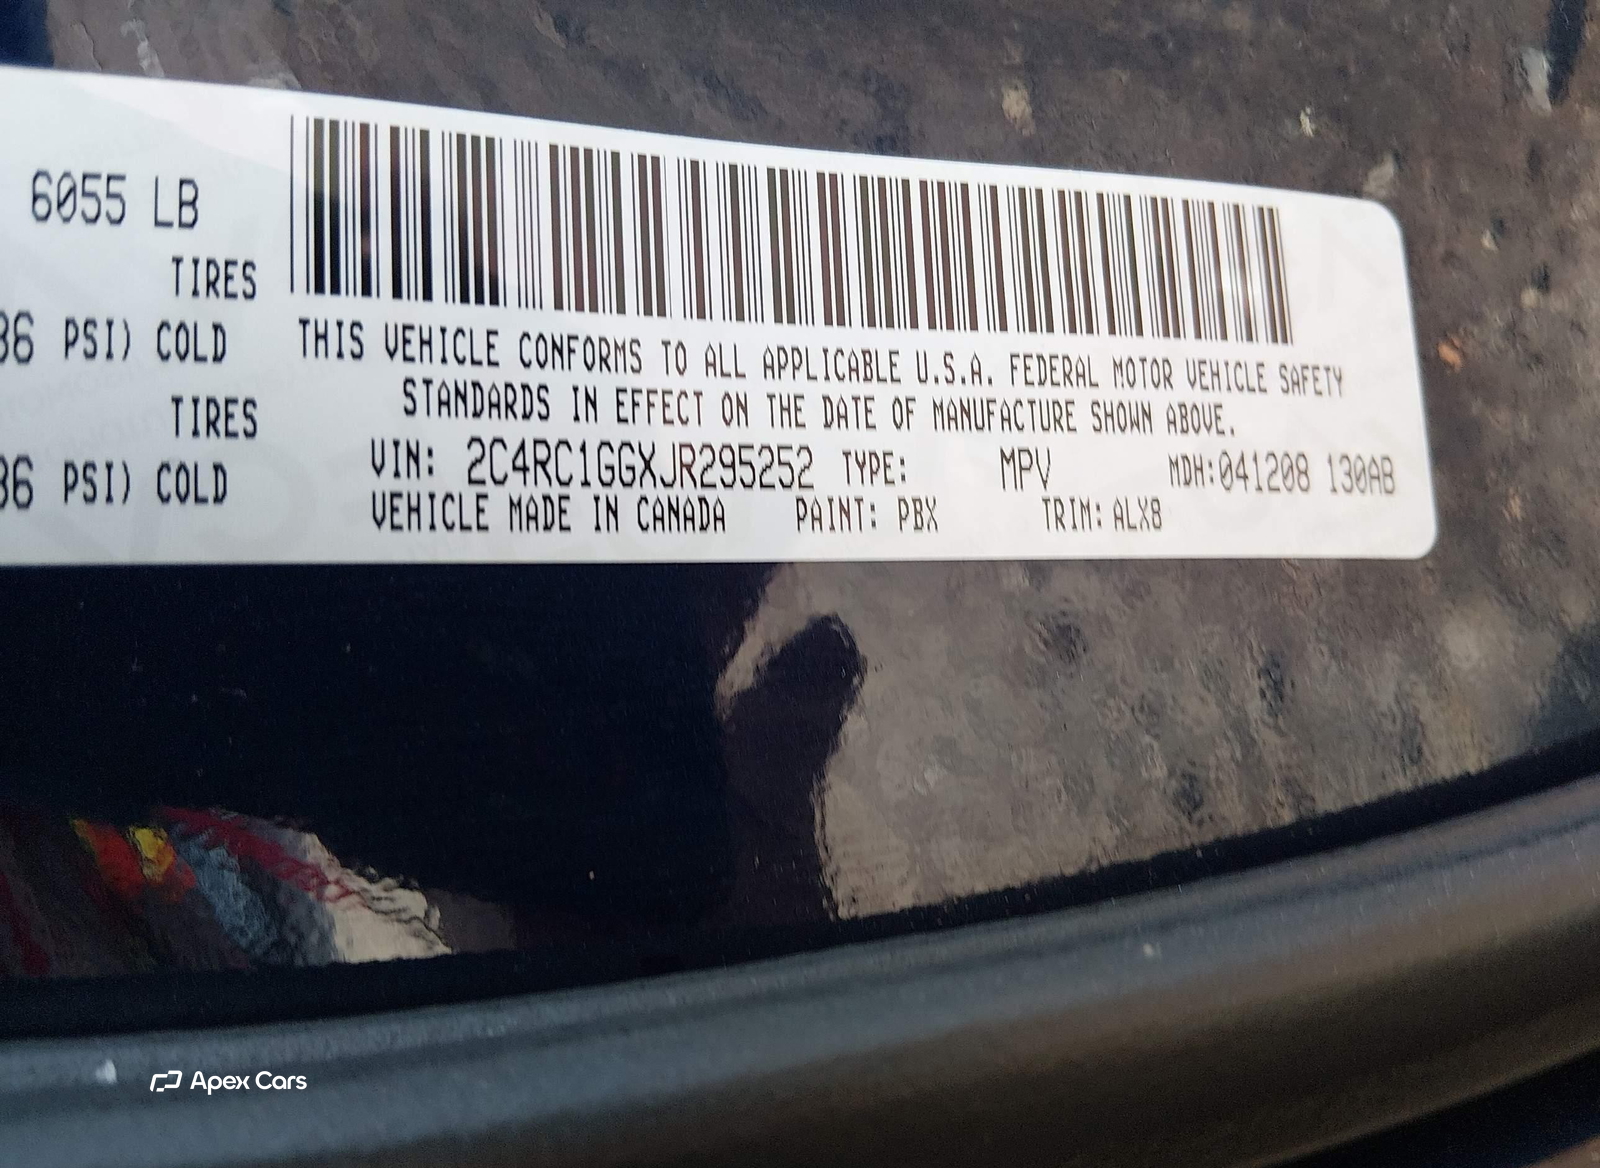 6055 LB
TIRES
36 PSI) COLD
TIRES
36 PSI) COLD
THIS VEHICLE CONFORMS TO ALL APPLICABLE U.S.A. FEDERAL MOTOR VEHICLE SAFETY
STANDARDS IN EFFECT ON THE DATE OF MANUFACTURE SHOWN ABOVE.
VIN: 2C4RC1GGXJR295252 TYPE: MPV MDH:041208 130AB
VEHICLE MADE IN CANADA PAINT: PBX TRIM: ALX8
Apex Cars